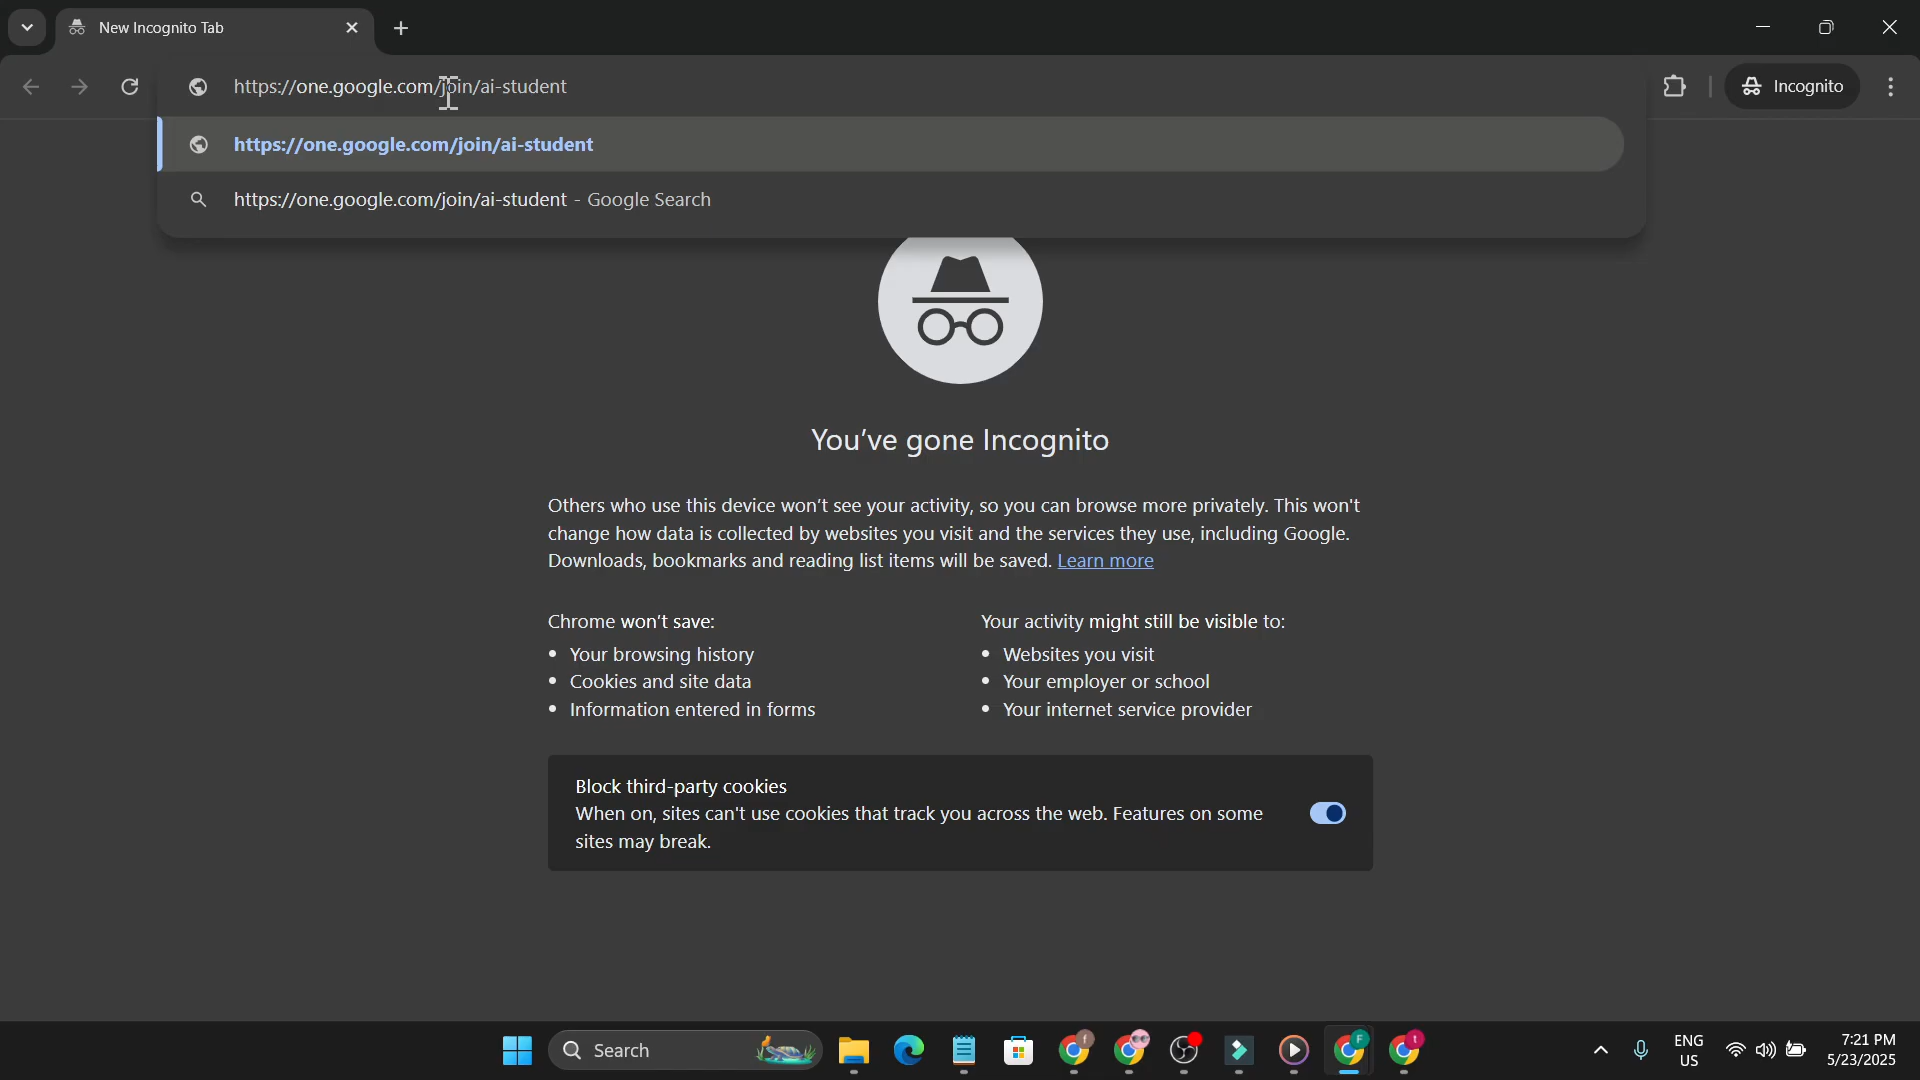 New Incognito Tab
https://one.google.com/join/ai-student
Incognito
https://one.google.com/join/ai-student
https://one.google.com/join/ai-student - Google Search
You've gone Incognito
Others who use this device won't see your activity, so you can browse more privately. This won't
change how data is collected by websites you visit and the services they use, including Google.
Downloads, bookmarks and reading list items will be saved. Learn more
Chrome won't save:
• Your browsing history
• Cookies and site data
• Information entered in forms
Your activity might still be visible to:
• Websites you visit
• Your employer or school
• Your internet service provider
Block third-party cookies
When on, sites can't use cookies that track you across the web. Features on some
sites may break.
Search
f
F
t
ENG
US
7:21 PM
5/23/2025